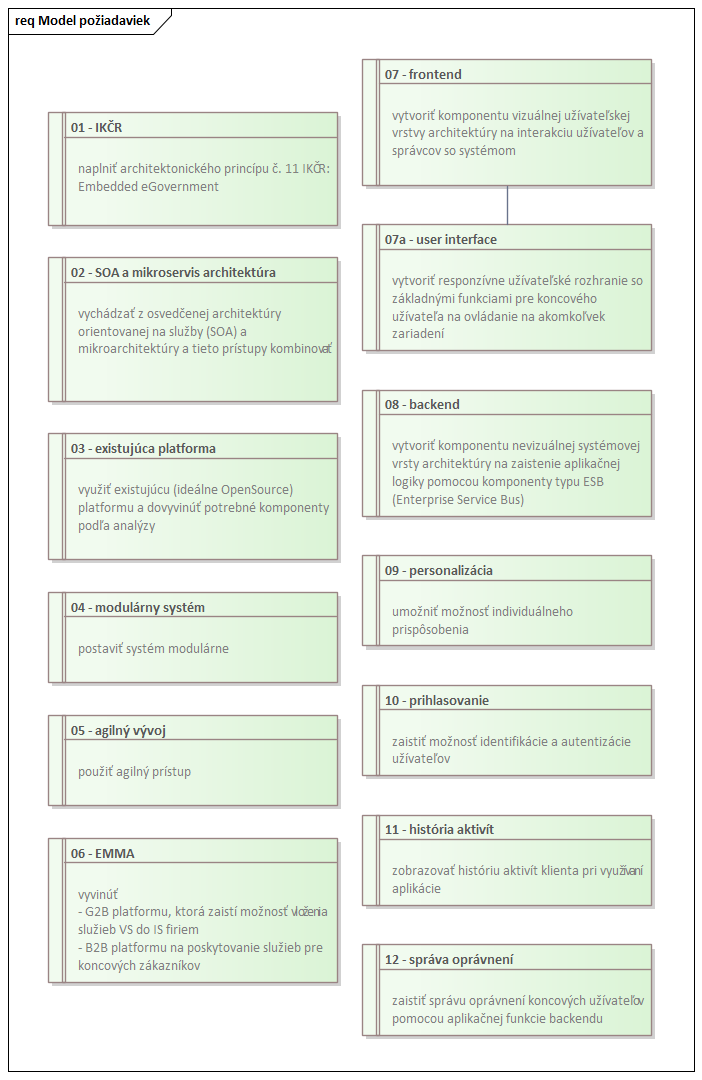 req Model požiadaviek
01 - IKČR
naplniť architektonického princípu č. 11 IKČR:
Embedded eGovernment
02 - SOA a mikroservis architektúra
vychádzať z osvedčenej architektúry
orientovanej na služby (SOA) a
mikroarchitektúry a tieto prístupy kombinovať
03 - existujúca platforma
využiť existujúcu (ideálne OpenSource)
platformu a dovyvinúť potrebné komponenty
podľa analýzy
04 - modulárny systém
postaviť systém modulárne
05 - agilný vývoj
použiť agilný prístup
06 - EMMA
vyvinúť
- G2B platformu, ktorá zaistí možnosť vloženia
služieb VS do IS firiem
- B2B platformu na poskytovanie služieb pre
koncových zákazníkov
07 - frontend
vytvoriť komponentu vizuálnej užívateľskej
vrstvy architektúry na interakciu užívateľov a
správcov so systémom
07a - user interface
vytvoriť responzívne užívateľské rozhranie so
základnými funkciami pre koncového
užívateľa na ovládanie na akomkoľvek
zariadení
08 - backend
vytvoriť komponentu nevizuálnej systémovej
vrsty architektúry na zaistenie aplikačnej
logiky pomocou komponenty typu ESB
(Enterprise Service Bus)
09 - personalizácia
umožniť možnosť individuálneho
prispôsobenia
10 - prihlasovanie
zaistiť možnosť identifikácie a autentizácie
užívateľov
11 - história aktivít
zobrazovať históriu aktivít klienta pri využívaní
aplikácie
12 - správa oprávnení
zaistiť správu oprávnení koncových užívateľov
pomocou aplikačnej funkcie backendu